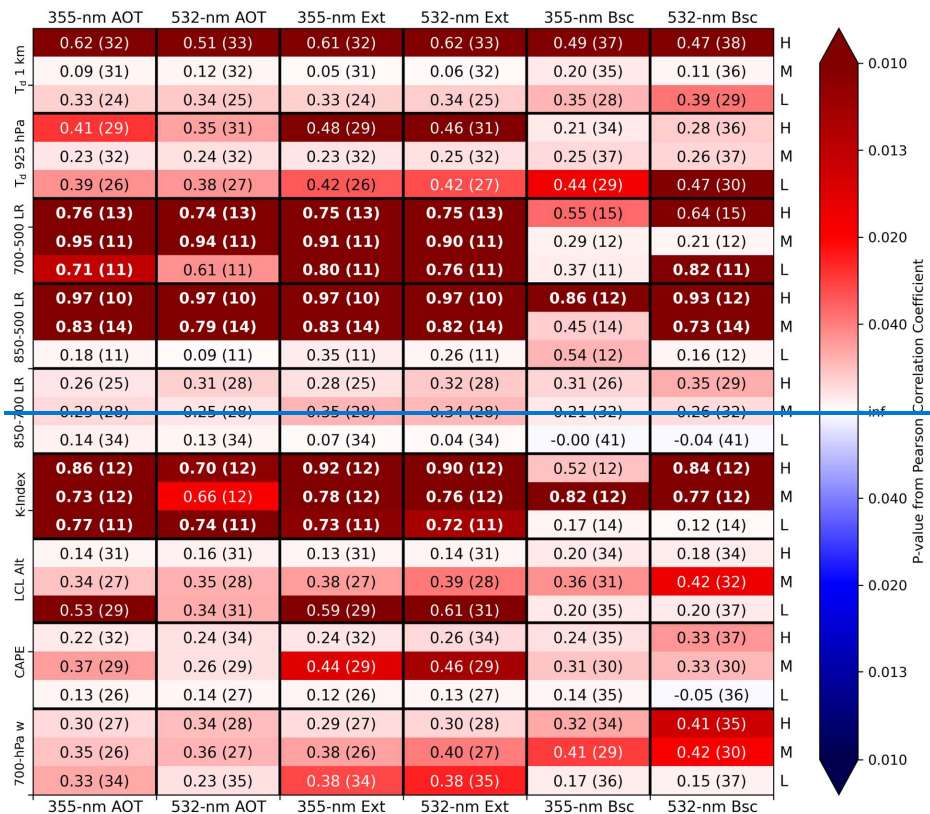 355-nm AOT 532-nm AOT 355-nm Ext 532-nm Ext 355-nm Bsc 532-nm Bsc
T_d 1 km
0.62 (32) 0.51 (33) 0.61 (32) 0.62 (33) 0.49 (37) 0.47 (38) H
0.09 (31) 0.12 (32) 0.05 (31) 0.06 (32) 0.20 (35) 0.11 (36) M
0.33 (24) 0.34 (25) 0.33 (24) 0.34 (25) 0.35 (28) 0.39 (29) L
T_d 925 hPa
0.41 (29) 0.35 (31) 0.48 (29) 0.46 (31) 0.21 (34) 0.28 (36) H
0.23 (32) 0.24 (32) 0.23 (32) 0.25 (32) 0.25 (37) 0.26 (37) M
0.39 (26) 0.38 (27) 0.42 (26) 0.42 (27) 0.44 (29) 0.47 (30) L
700-500 LR
0.76 (13) 0.74 (13) 0.75 (13) 0.75 (13) 0.55 (15) 0.64 (15) H
0.95 (11) 0.94 (11) 0.91 (11) 0.90 (11) 0.29 (12) 0.21 (12) M
0.71 (11) 0.61 (11) 0.80 (11) 0.76 (11) 0.37 (11) 0.82 (11) L
850-500 LR
0.97 (10) 0.97 (10) 0.97 (10) 0.97 (10) 0.86 (12) 0.93 (12) H
0.83 (14) 0.79 (14) 0.83 (14) 0.82 (14) 0.45 (14) 0.73 (14) M
0.18 (11) 0.09 (11) 0.35 (11) 0.26 (11) 0.54 (12) 0.16 (12) L
850-700 LR
0.26 (25) 0.31 (28) 0.28 (25) 0.32 (28) 0.31 (26) 0.35 (29) H
0.29 (28) 0.25 (28) 0.35 (28) 0.34 (28) 0.21 (32) 0.26 (32) M
0.14 (34) 0.13 (34) 0.07 (34) 0.04 (34) -0.00 (41) -0.04 (41) L
K-Index
0.86 (12) 0.70 (12) 0.92 (12) 0.90 (12) 0.52 (12) 0.84 (12) H
0.73 (12) 0.66 (12) 0.78 (12) 0.76 (12) 0.82 (12) 0.77 (12) M
0.77 (11) 0.74 (11) 0.73 (11) 0.72 (11) 0.17 (14) 0.12 (14) L
LCL Alt
0.14 (31) 0.16 (31) 0.13 (31) 0.14 (31) 0.20 (34) 0.18 (34) H
0.34 (27) 0.35 (28) 0.38 (27) 0.39 (28) 0.36 (31) 0.42 (32) M
0.53 (29) 0.34 (31) 0.59 (29) 0.61 (31) 0.20 (35) 0.20 (37) L
CAPE
0.22 (32) 0.24 (34) 0.24 (32) 0.26 (34) 0.24 (35) 0.33 (37) H
0.37 (29) 0.26 (29) 0.44 (29) 0.46 (29) 0.31 (30) 0.33 (30) M
0.13 (26) 0.14 (27) 0.12 (26) 0.13 (27) 0.14 (35) -0.05 (36) L
700-hPa w
0.30 (27) 0.34 (28) 0.29 (27) 0.30 (28) 0.32 (34) 0.41 (35) H
0.35 (26) 0.36 (27) 0.38 (26) 0.40 (27) 0.41 (29) 0.42 (30) M
0.33 (34) 0.23 (35) 0.38 (34) 0.38 (35) 0.17 (36) 0.15 (37) L
355-nm AOT 532-nm AOT 355-nm Ext 532-nm Ext 355-nm Bsc 532-nm Bsc
0.010
0.013
0.020
0.040
inf
0.040
0.020
0.013
0.010
P-value from Pearson Correlation Coefficient